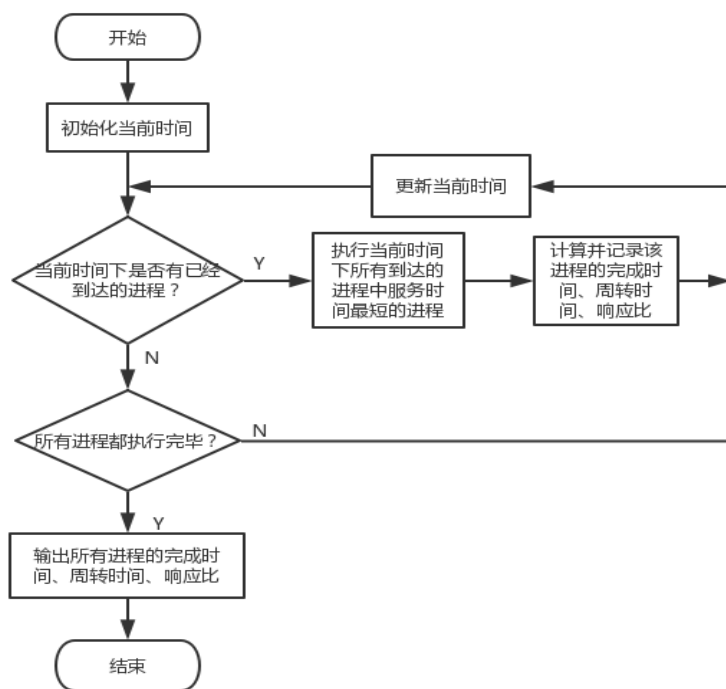 开始
初始化当前时间
更新当前时间
当前时间下是否有已经
到达的进程？
Y
执行当前时间
下所有到达的
进程中服务时
间最短的进程
计算并记录该
进程的完成时
间、周转时
间、响应比
N
所有进程都执行完毕？
N
Y
输出所有进程的完成时
间、周转时间、响应比
结束